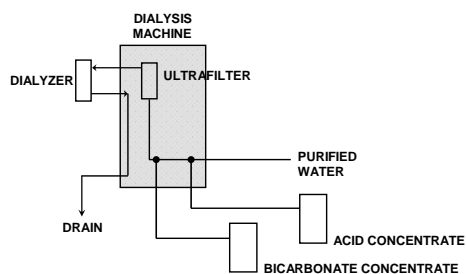 DIALYSIS
MACHINE
DIALYZER
ULTRAFILTER
PURIFIED
WATER
DRAIN
ACID CONCENTRATE
BICARBONATE CONCENTRATE